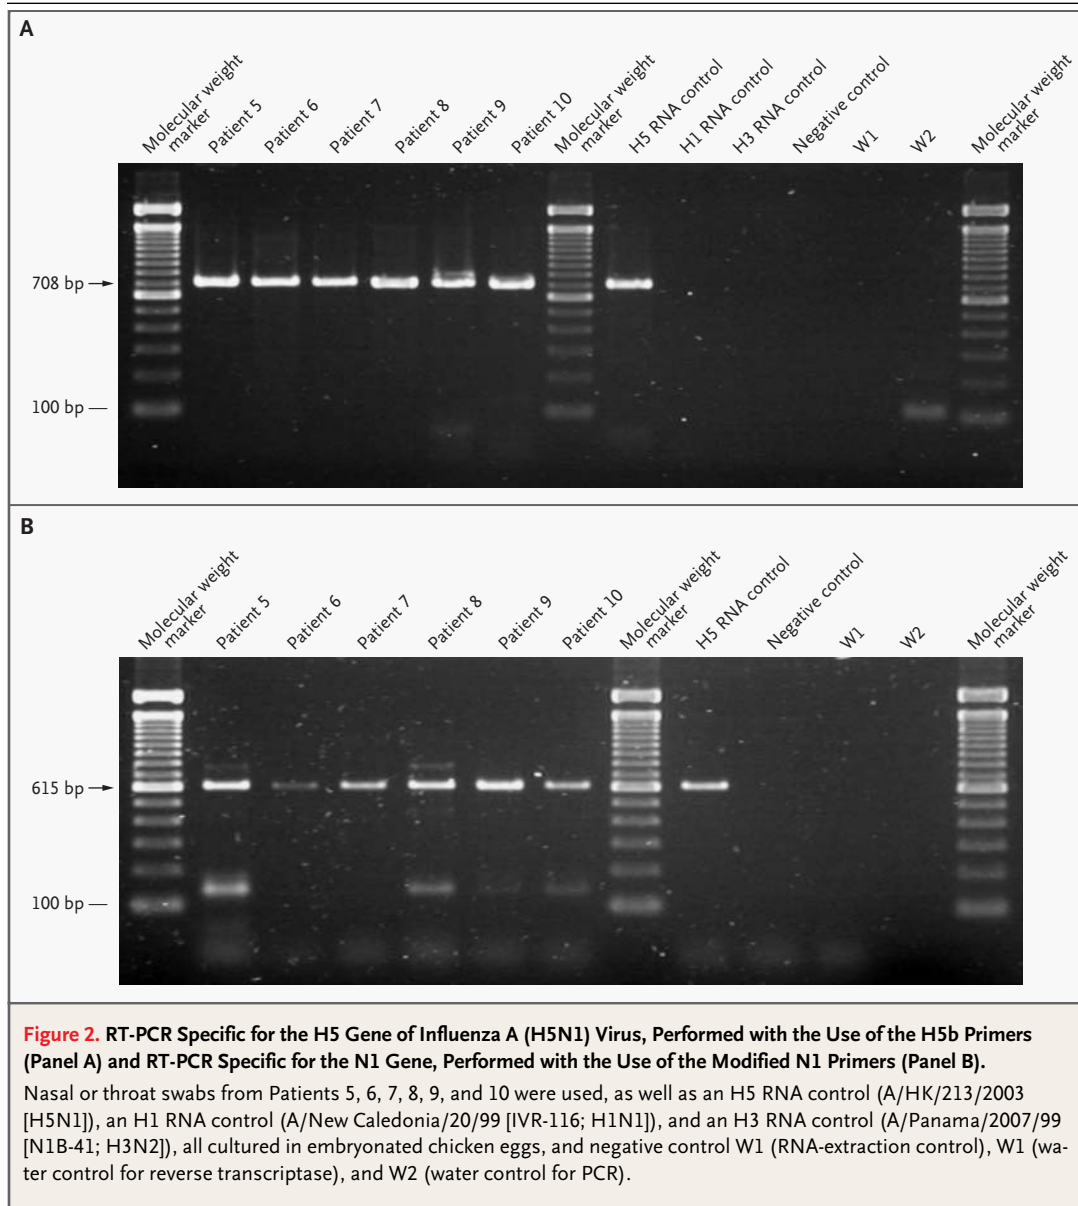 A
Molecular weight
marker
Patient 5
Patient 6
Patient 7
Patient 8
Patient 9
Patient 10
Molecular weight
marker
H5 RNA control
H1 RNA control
H3 RNA control
Negative control
W1
W2
Molecular weight
marker
708 bp
100 bp
B
Molecular weight
marker
Patient 5
Patient 6
Patient 7
Patient 8
Patient 9
Patient 10
Molecular weight
marker
H5 RNA control
Negative control
W1
W2
Molecular weight
marker
615 bp
100 bp
Figure 2. RT-PCR Specific for the H5 Gene of Influenza A (H5N1) Virus, Performed with the Use of the H5b Primers
(Panel A) and RT-PCR Specific for the N1 Gene, Performed with the Use of the Modified N1 Primers (Panel B).
Nasal or throat swabs from Patients 5, 6, 7, 8, 9, and 10 were used, as well as an H5 RNA control (A/HK/213/2003
[H5N1]), an H1 RNA control (A/New Caledonia/20/99 [IVR-116; H1N1]), and an H3 RNA control (A/Panama/2007/99
[N1B-41; H3N2]), all cultured in embryonated chicken eggs, and negative control W1 (RNA-extraction control), W1 (wa-
ter control for reverse transcriptase), and W2 (water control for PCR).